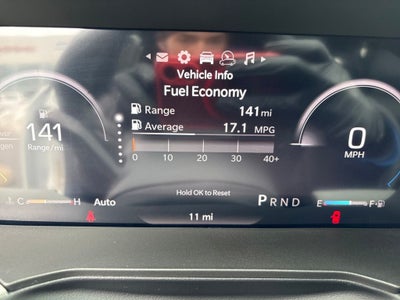 Vehicle Info
Fuel Economy
Range 141 mi
Average 17.1 MPG
0 10 20 30 40+
Hold OK to Reset
141
Range/mi
0
MPH
C H Auto
P R N D
E F
11 mi